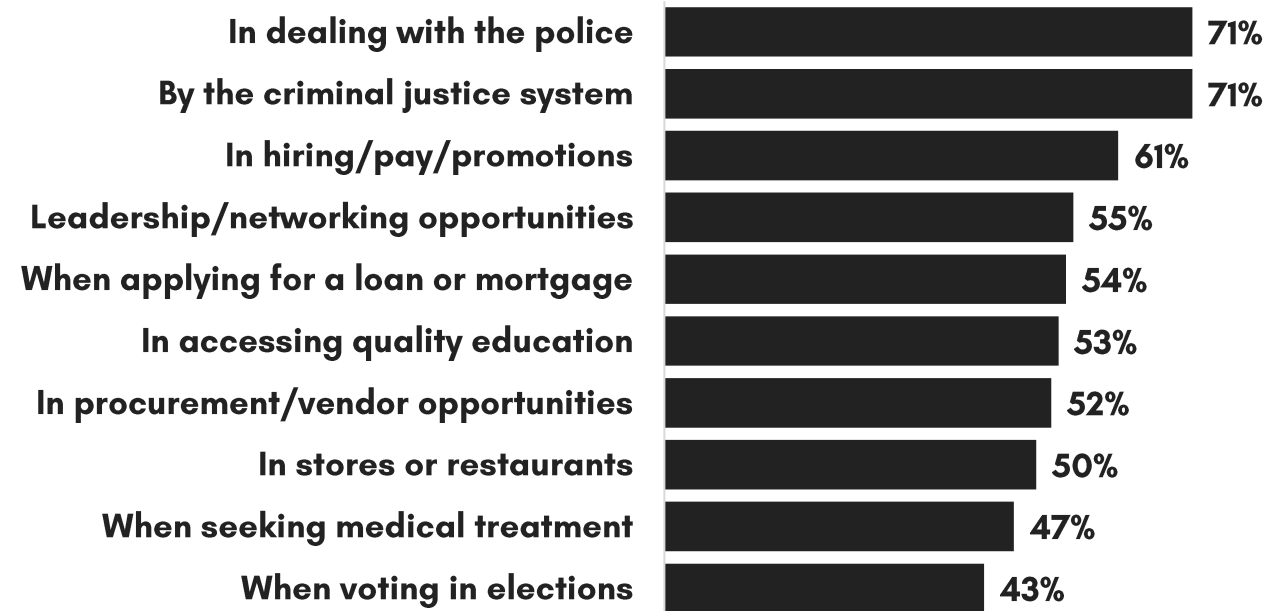 In dealing with the police 71%
By the criminal justice system 71%
In hiring/pay/promotions 61%
Leadership/networking opportunities 55%
When applying for a loan or mortgage 54%
In accessing quality education 53%
In procurement/vendor opportunities 52%
In stores or restaurants 50%
When seeking medical treatment 47%
When voting in elections 43%